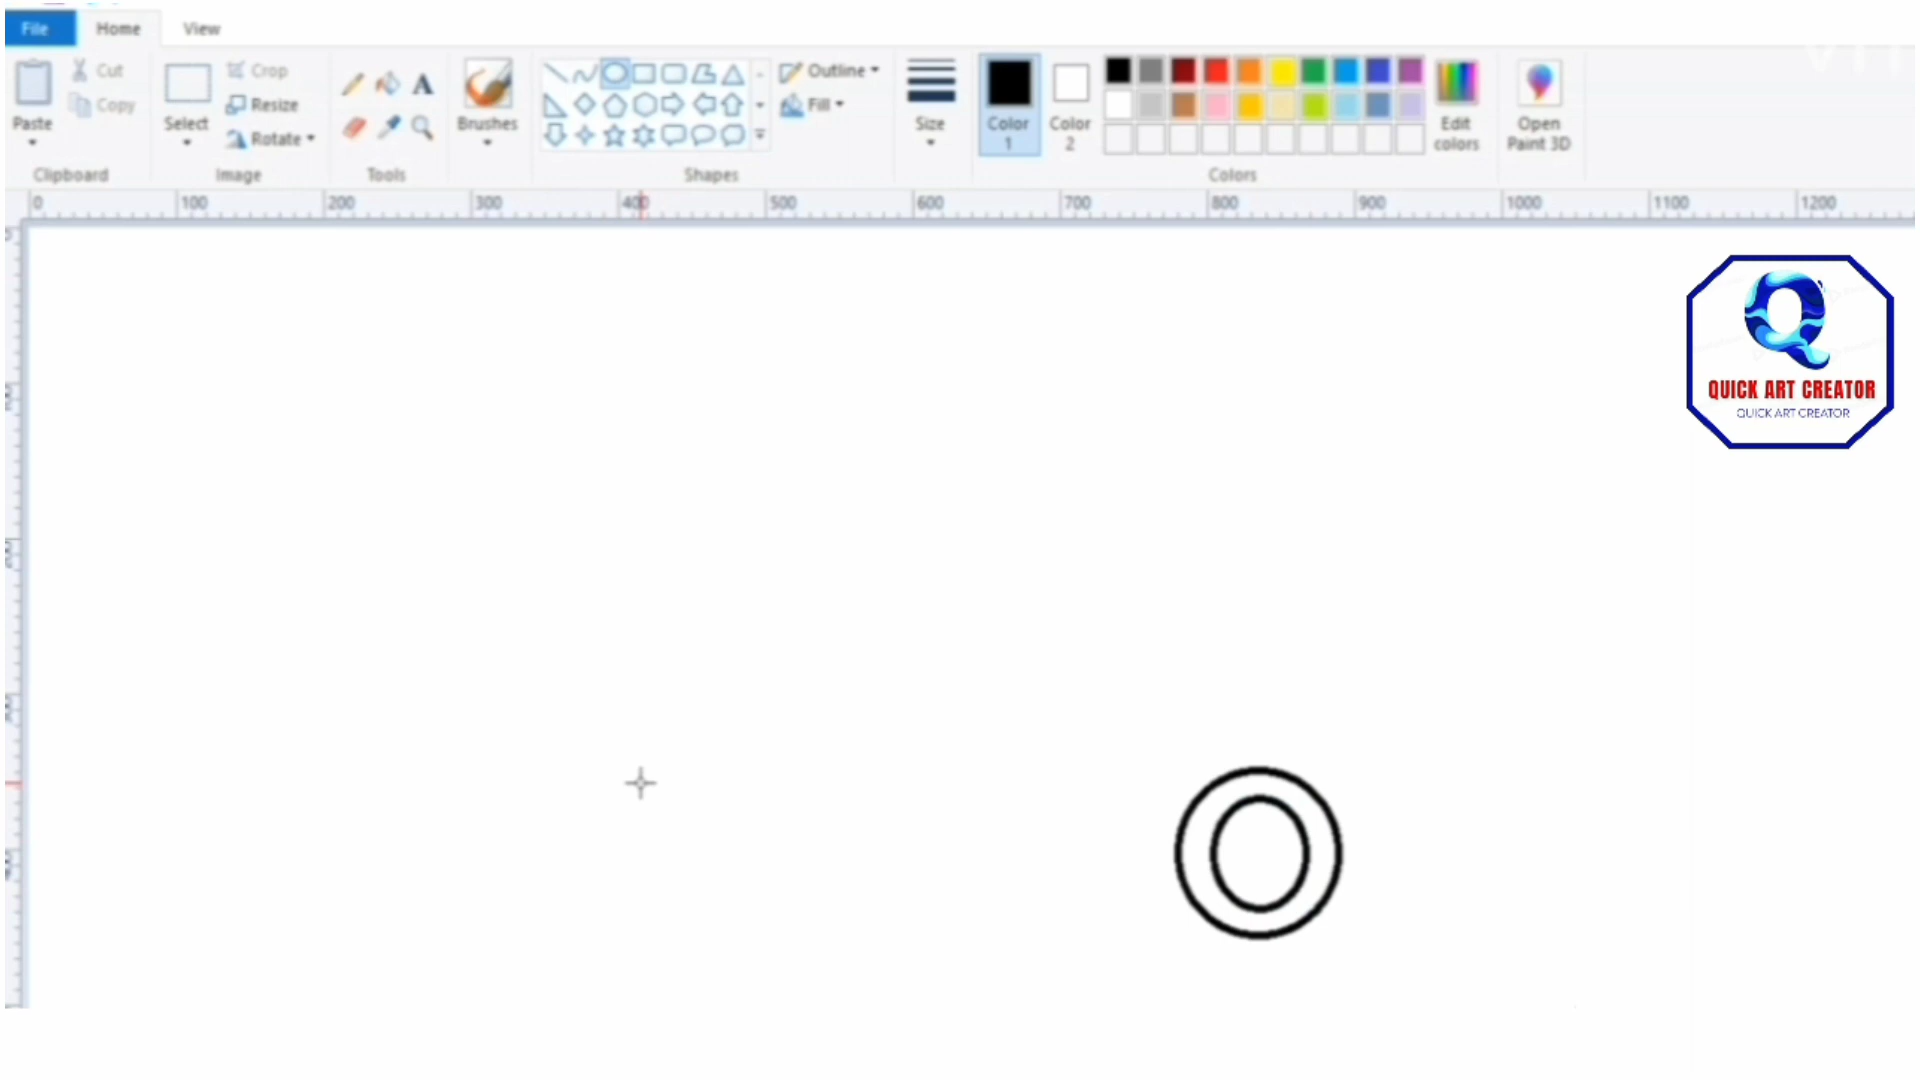 File Home View
Cut
Copy
Paste
Clipboard
Crop
Resize
Rotate
Select
Image
A
Tools
Brushes
Outline
Fill
Shapes
Size
Color
1
Color
2
Colors
Edit
colors
Open
Paint 3D
0 100 200 300 400 500 600 700 800 900 1000 1100 1200
Q
QUICK ART CREATOR
QUICK ART CREATOR